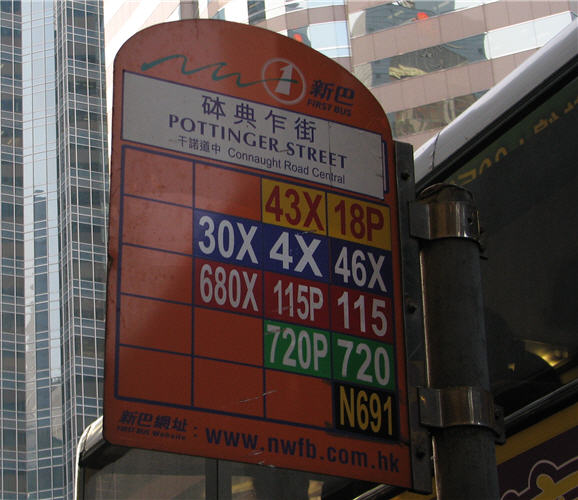 1 新巴
FIRST BUS
砵典乍街
POTTINGER STREET
干諾道中 Connaught Road Central
43X 18P
30X 4X 46X
680X 115P 115
720P 720
N691
新巴網址：
FIRST BUS Website
www.nwfb.com.hk